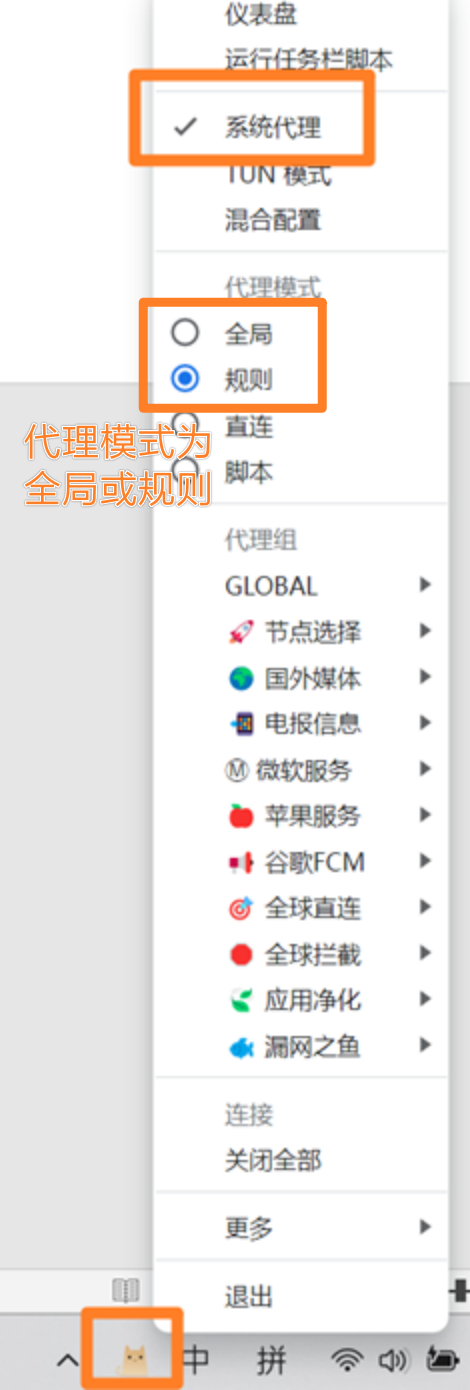 仪表盘
运行任务栏脚本
系统代理
TUN 模式
混合配置
代理模式
全局
规则
直连
脚本
代理模式为
全局或规则
代理组
GLOBAL
节点选择
国外媒体
电报信息
Ⓜ 微软服务
苹果服务
谷歌FCM
全球直连
全球拦截
应用净化
漏网之鱼
连接
关闭全部
更多
退出
中 拼